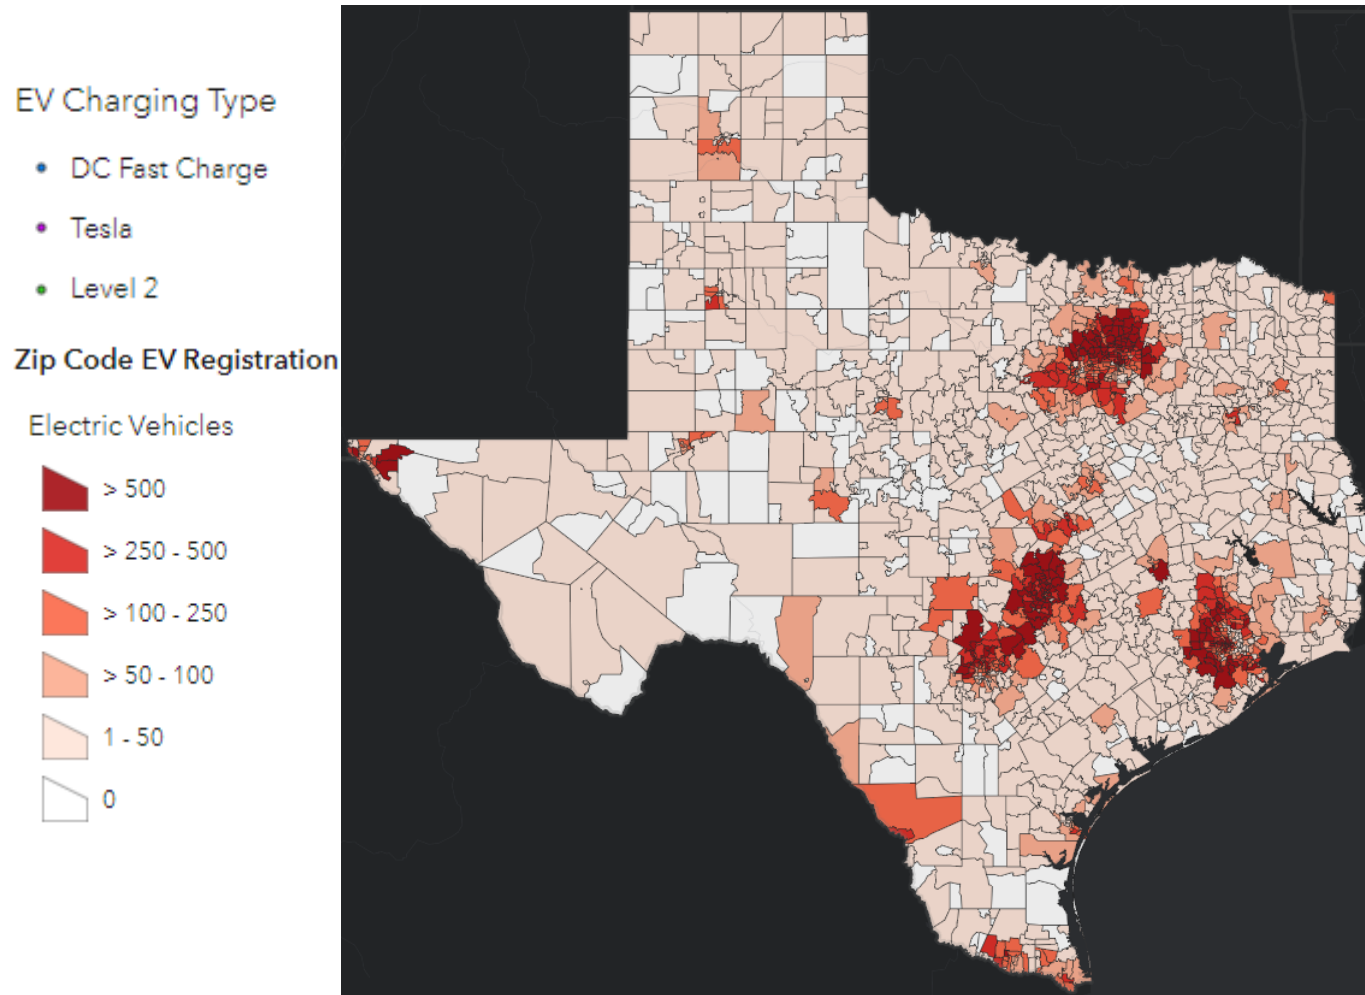 EV Charging Type
DC Fast Charge
Tesla
Level 2
Zip Code EV Registration
Electric Vehicles
> 500
> 250 - 500
> 100 - 250
> 50 - 100
1 - 50
0